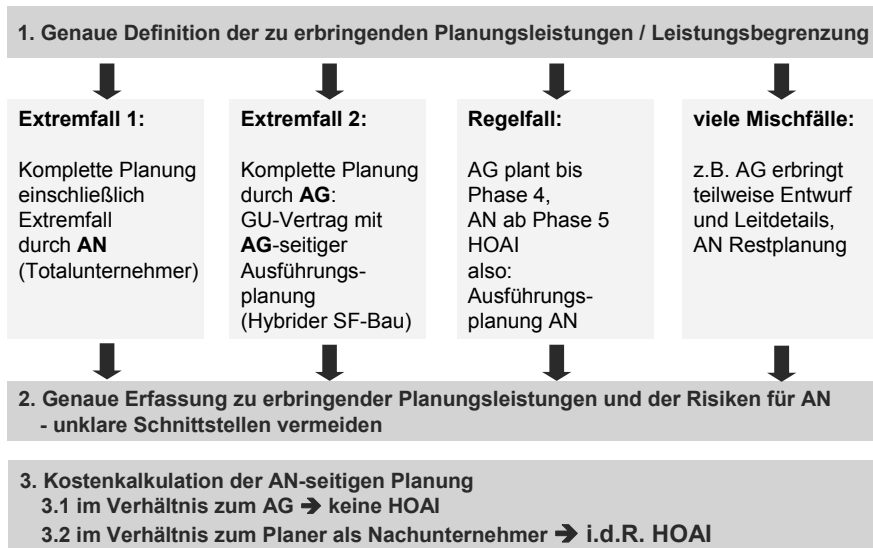 1. Genaue Definition der zu erbringenden Planungsleistungen / Leistungsbegrenzung
Extremfall 1:
Komplette Planung
einschließlich
Extremfall
durch AN
(Totalunternehmer)
Extremfall 2:
Komplette Planung
durch AG:
GU-Vertrag mit
AG-seitiger
Ausführungs-
planung
(Hybrider SF-Bau)
Regelfall:
AG plant bis
Phase 4,
AN ab Phase 5
HOAI
also:
Ausführungs-
planung AN
viele Mischfälle:
z.B. AG erbringt
teilweise Entwurf
und Leitdetails,
AN Restplanung
2. Genaue Erfassung zu erbringender Planungsleistungen und der Risiken für AN
- unklare Schnittstellen vermeiden
3. Kostenkalkulation der AN-seitigen Planung
3.1 im Verhältnis zum AG ➔ keine HOAI
3.2 im Verhältnis zum Planer als Nachunternehmer ➔ i.d.R. HOAI